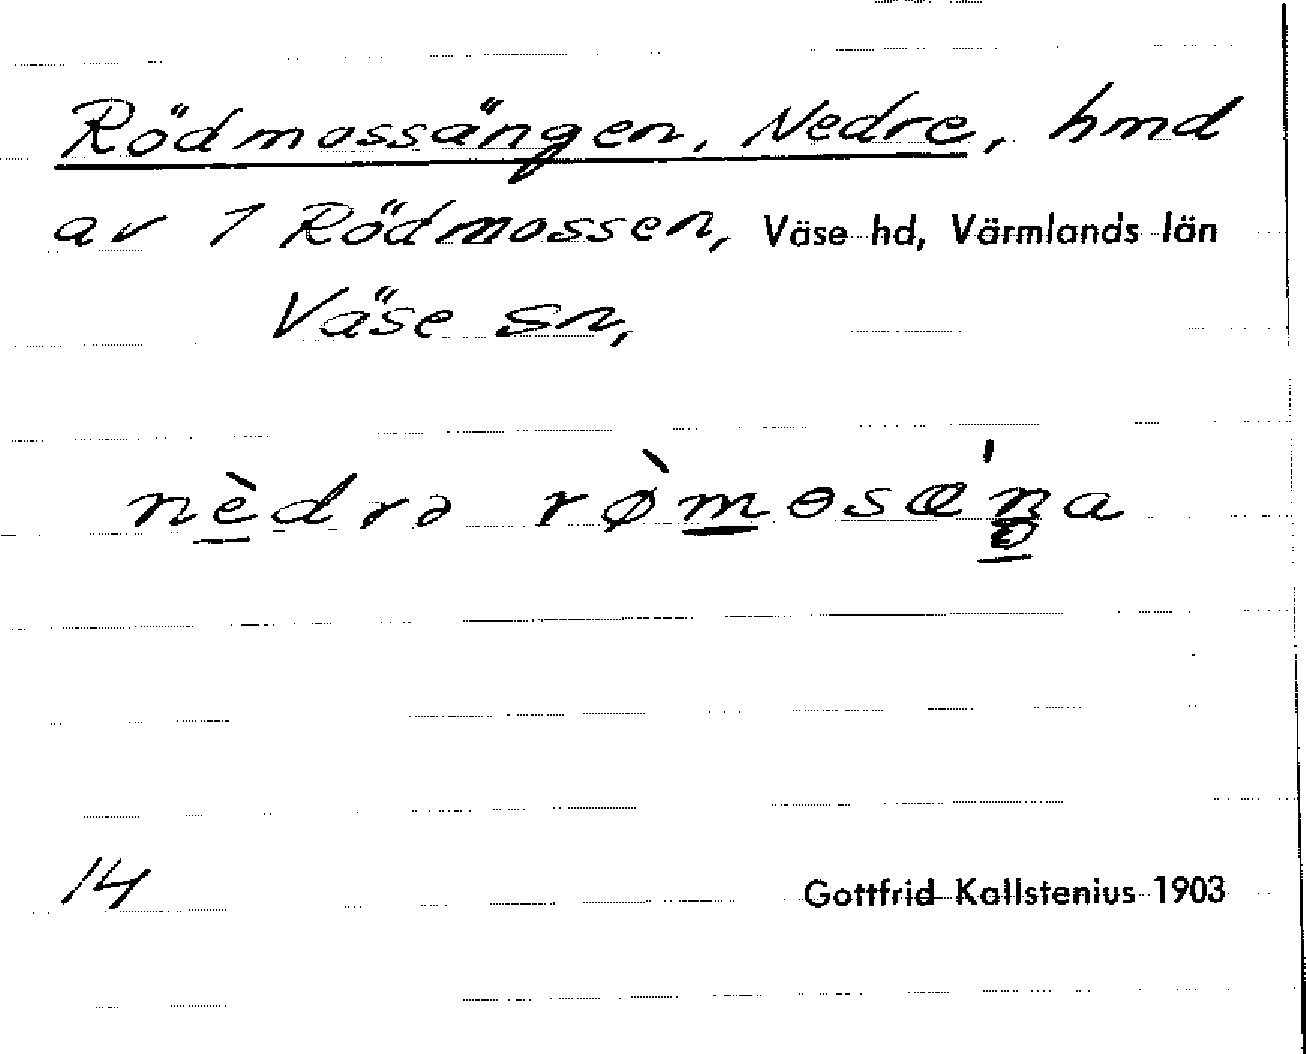 Rödmossängen, Nedre, hmd
av 1 Rödmossen, Väse hd, Värmlands län
Väse sn,
nèdrə rø̀mosæ´ŋa
14
Gottfrid Kallstenius 1903